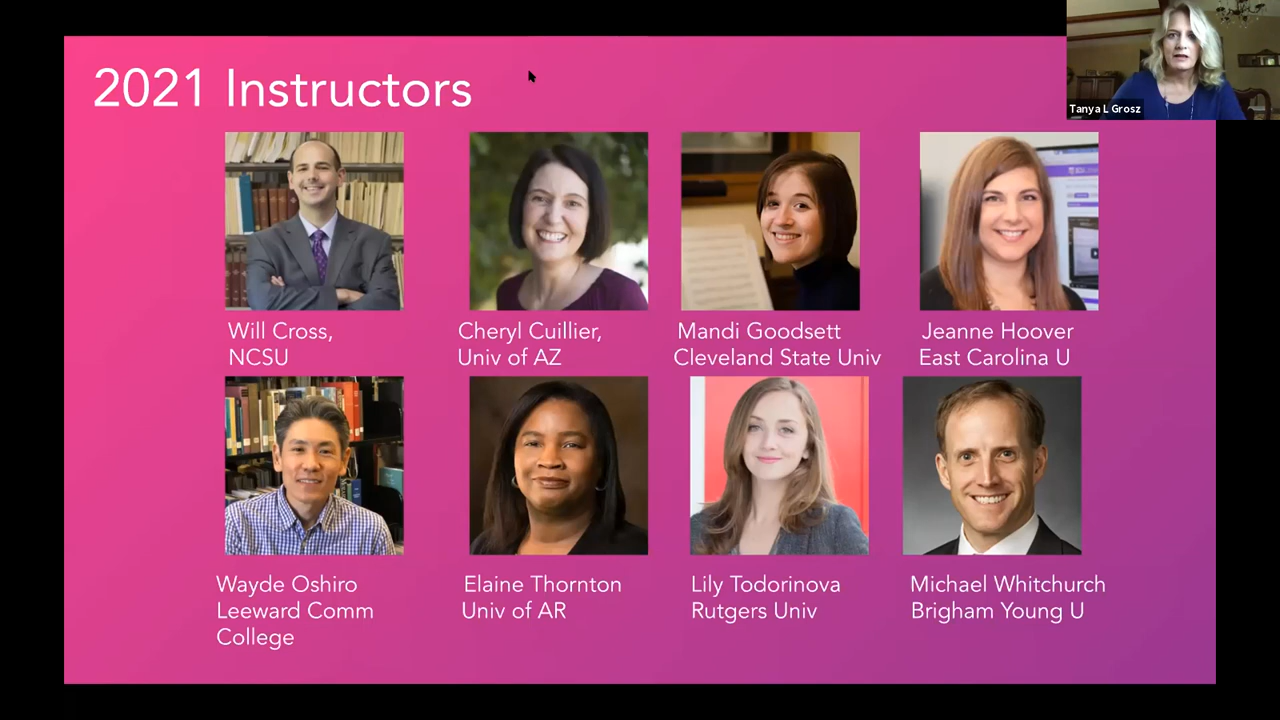 2021 Instructors
Tanya L Grosz
Will Cross,
NCSU
Cheryl Cuillier,
Univ of AZ
Mandi Goodsett
Cleveland State Univ
Jeanne Hoover
East Carolina U
Wayde Oshiro
Leeward Comm
College
Elaine Thornton
Univ of AR
Lily Todorinova
Rutgers Univ
Michael Whitchurch
Brigham Young U